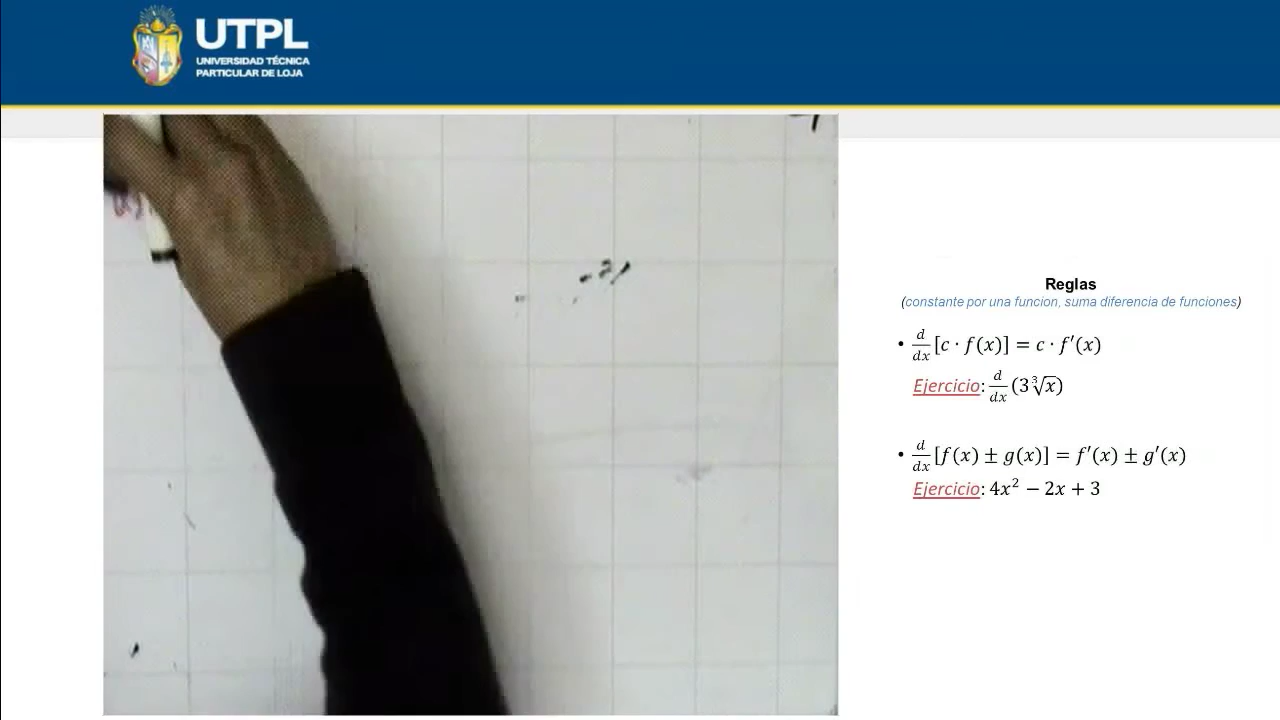 UTPL
UNIVERSIDAD TÉCNICA
PARTICULAR DE LOJA
Reglas
(constante por una funcion, suma diferencia de funciones)
• d/dx [c · f(x)] = c · f′(x)
Ejercicio: d/dx (3∛x)
• d/dx [f(x) ± g(x)] = f′(x) ± g′(x)
Ejercicio: 4x² − 2x + 3